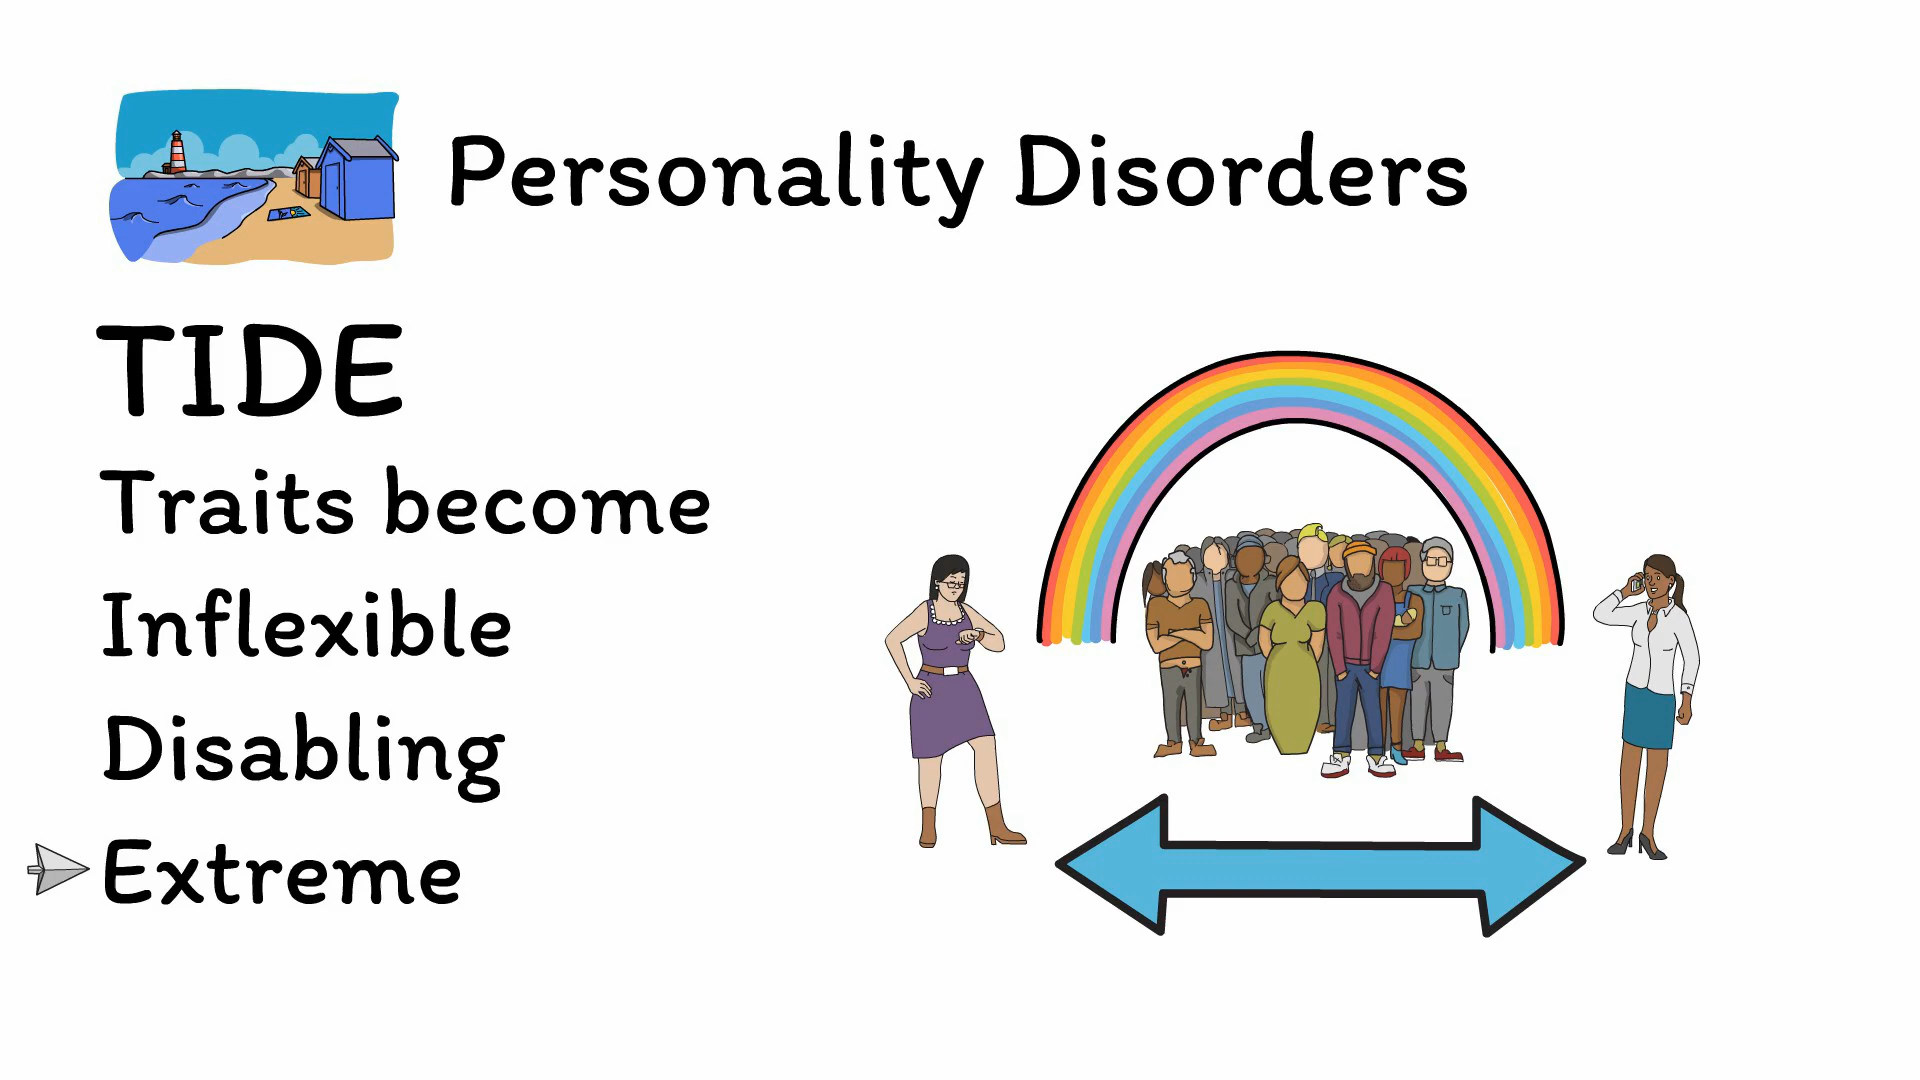 Personality Disorders
TIDE
Traits become
Inflexible
Disabling
Extreme